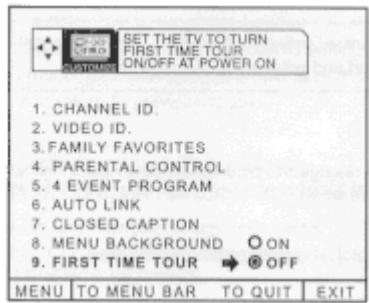 SET THE TV TO TURN
FIRST TIME TOUR
ON/OFF AT POWER ON
CUSTOMIZE
1. CHANNEL ID.
2. VIDEO ID.
3. FAMILY FAVORITES
4. PARENTAL CONTROL
5. 4 EVENT PROGRAM
6. AUTO LINK
7. CLOSED CAPTION
8. MENU BACKGROUND ON
9. FIRST TIME TOUR OFF
MENU TO MENU BAR TO QUIT EXIT